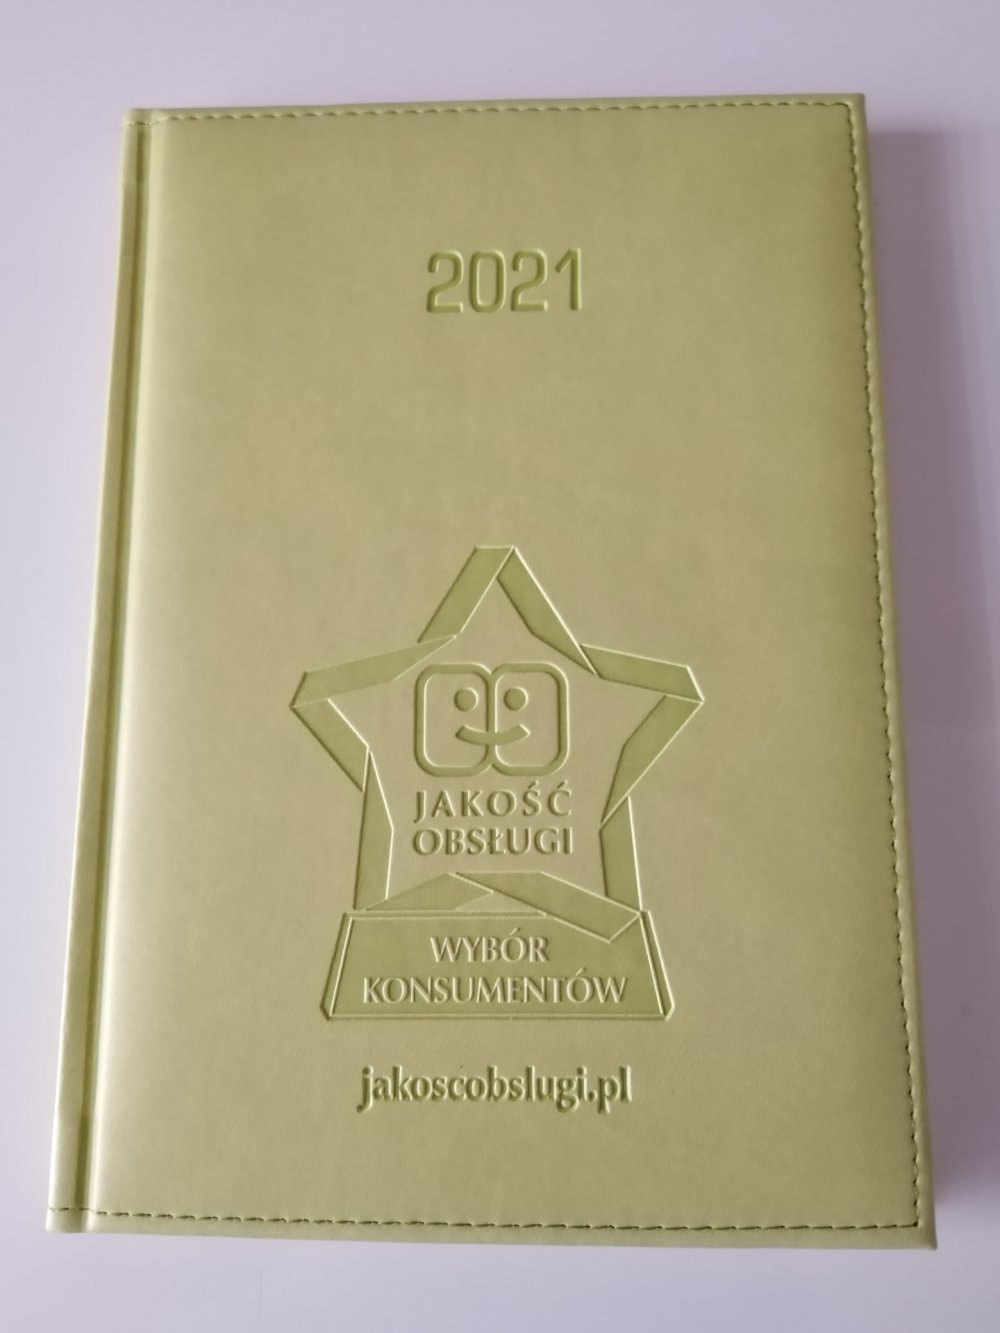 2021
JAKOŚĆ
OBSŁUGI
WYBÓR
KONSUMENTÓW
jakoscobslugi.pl